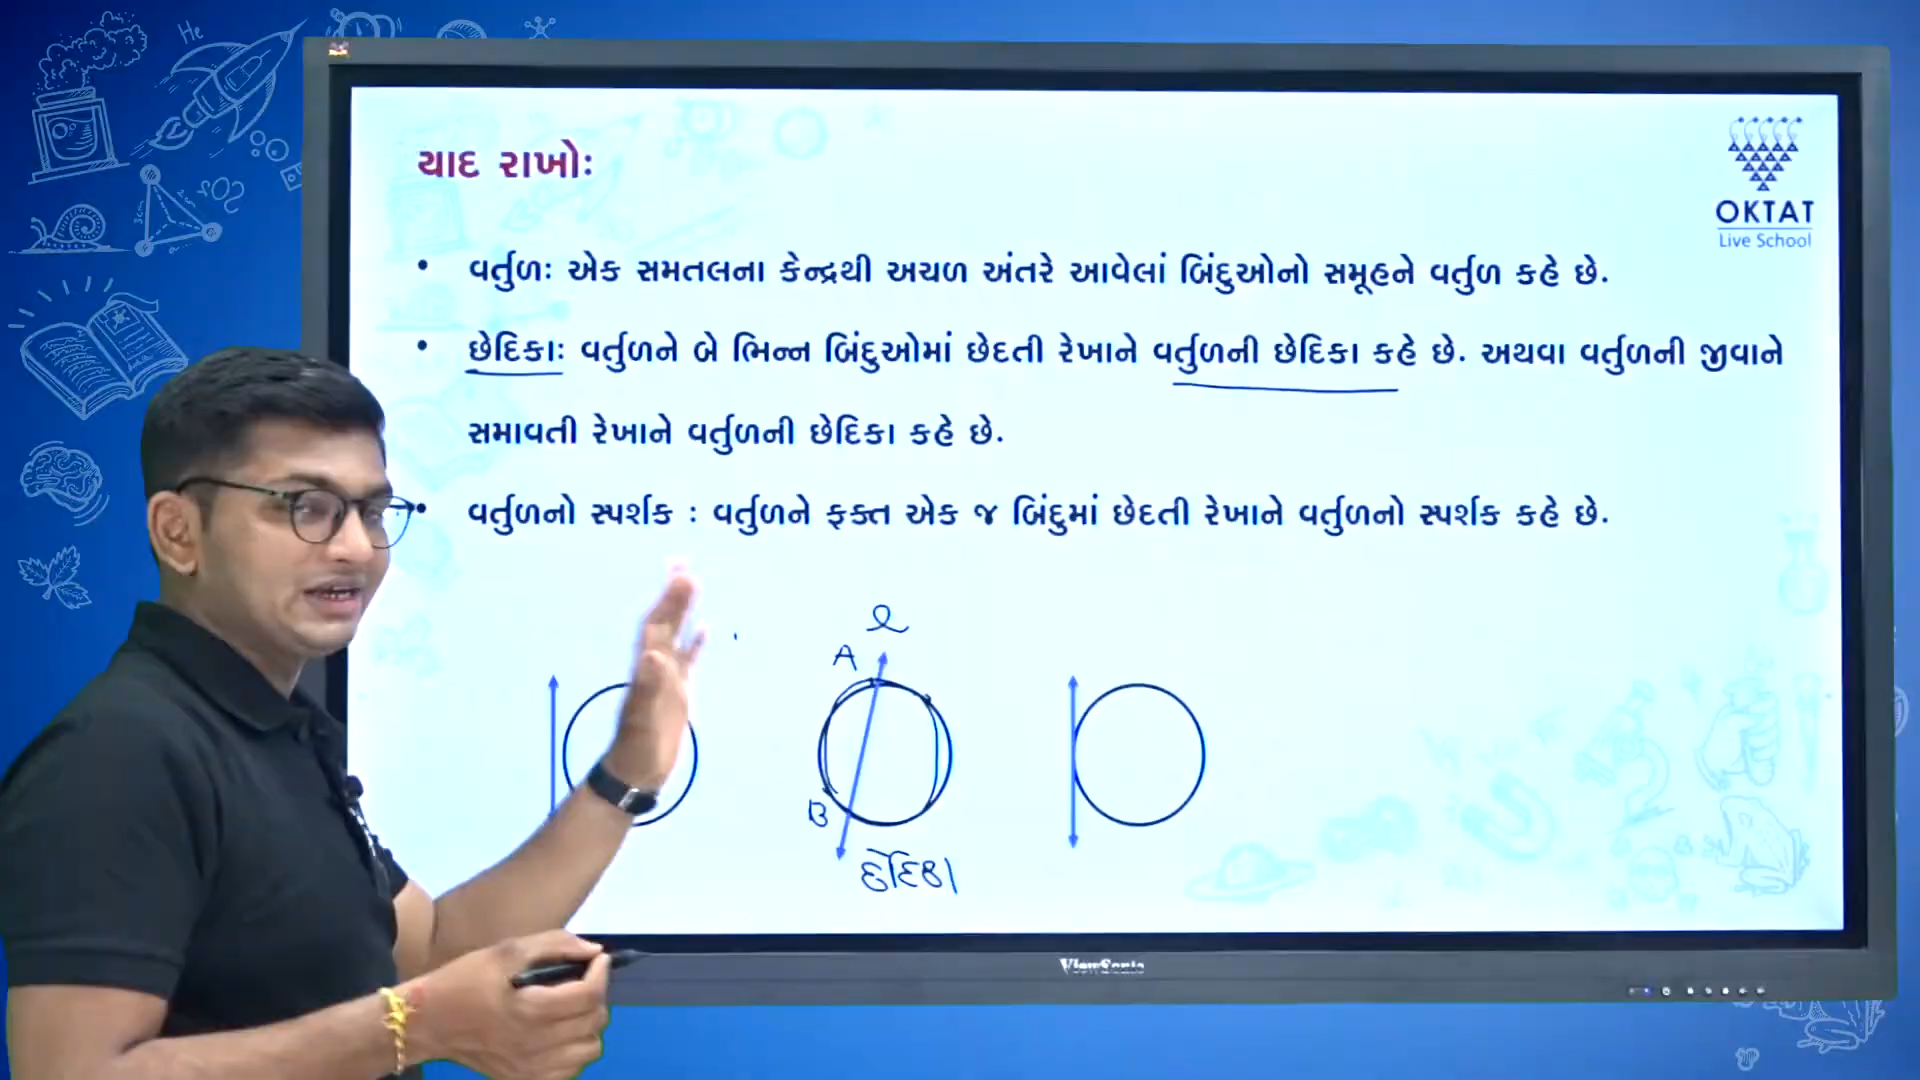 યાદ રાખોઃ
OKTAT
Live School
• વર્તુળઃ એક સમતલના કેન્દ્રથી અચળ અંતરે આવેલાં બિંદુઓનો સમૂહને વર્તુળ કહે છે.
• છેદિકાઃ વર્તુળને બે ભિન્ન બિંદુઓમાં છેદતી રેખાને વર્તુળની છેદિકા કહે છે. અથવા વર્તુળની જીવાને
સમાવતી રેખાને વર્તુળની છેદિકા કહે છે.
• વર્તુળનો સ્પર્શક : વર્તુળને ફક્ત એક જ બિંદુમાં છેદતી રેખાને વર્તુળનો સ્પર્શક કહે છે.
l
A
B
છેદિકા
ViewSonic
He